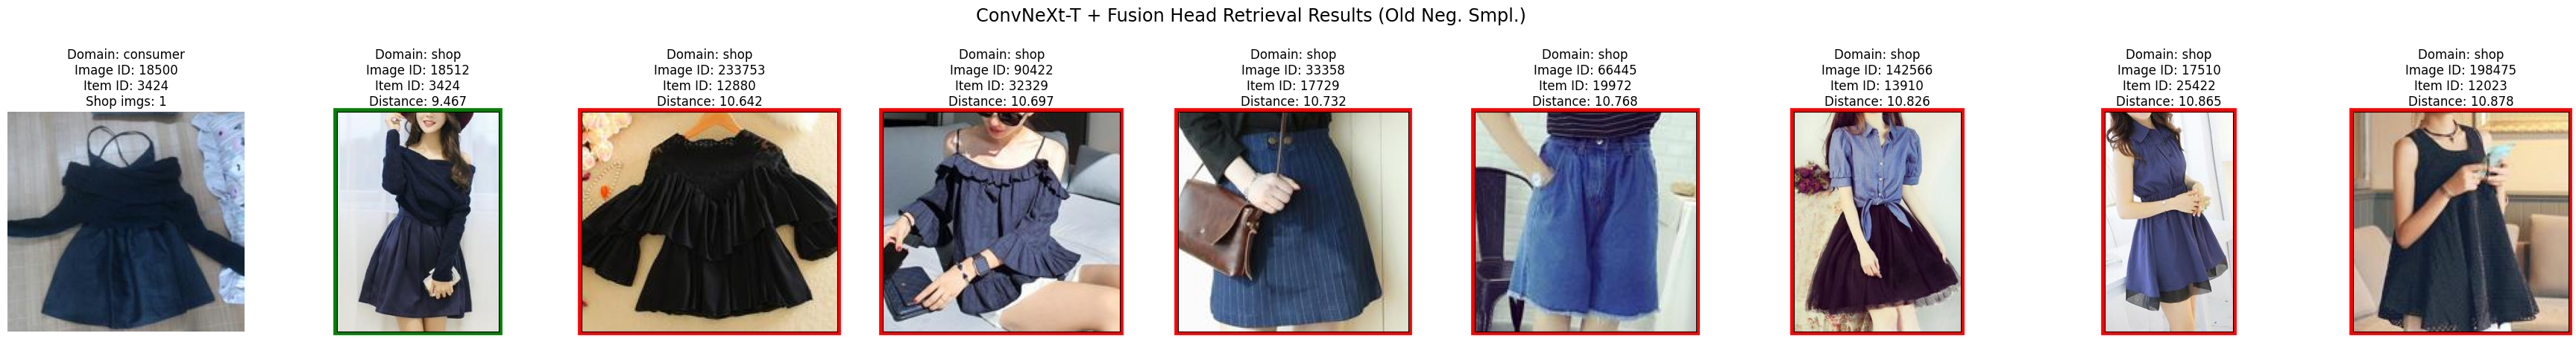 ConvNeXt-T + Fusion Head Retrieval Results (Old Neg. Smpl.)
Domain: consumer
Image ID: 18500
Item ID: 3424
Shop imgs: 1
Domain: shop
Image ID: 18512
Item ID: 3424
Distance: 9.467
Domain: shop
Image ID: 233753
Item ID: 12880
Distance: 10.642
Domain: shop
Image ID: 90422
Item ID: 32329
Distance: 10.697
Domain: shop
Image ID: 33358
Item ID: 17729
Distance: 10.732
Domain: shop
Image ID: 66445
Item ID: 19972
Distance: 10.768
Domain: shop
Image ID: 142566
Item ID: 13910
Distance: 10.826
Domain: shop
Image ID: 17510
Item ID: 25422
Distance: 10.865
Domain: shop
Image ID: 198475
Item ID: 12023
Distance: 10.878